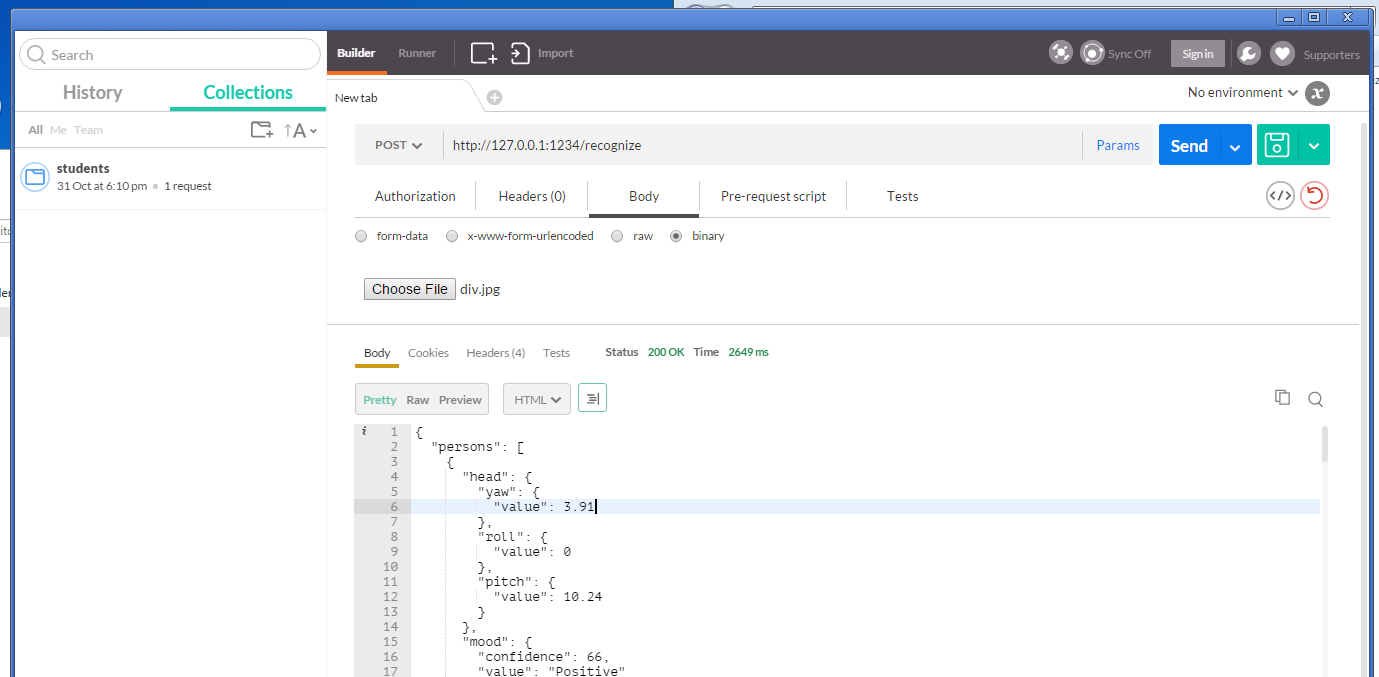 Search
Builder
Runner
Import
Sync Off
Sign in
Supporters
History
Collections
New tab
No environment
x
All Me Team
A
POST
http://127.0.0.1:1234/recognize
Params
Send
students
31 Oct at 6:10 pm 1 request
Authorization
Headers (0)
Body
Pre-request script
Tests
</>
form-data
x-www-form-urlencoded
raw
binary
Choose File div.jpg
Body
Cookies
Headers (4)
Tests
Status 200 OK Time 2649 ms
Pretty Raw Preview
HTML
i 1 {
2 "persons": [
3 {
4 "head": {
5 "yaw": {
6 "value": 3.91
7 },
8 "roll": {
9 "value": 0
10 },
11 "pitch": {
12 "value": 10.24
13 }
14 },
15 "mood": {
16 "confidence": 66,
17 "value": "Positive"